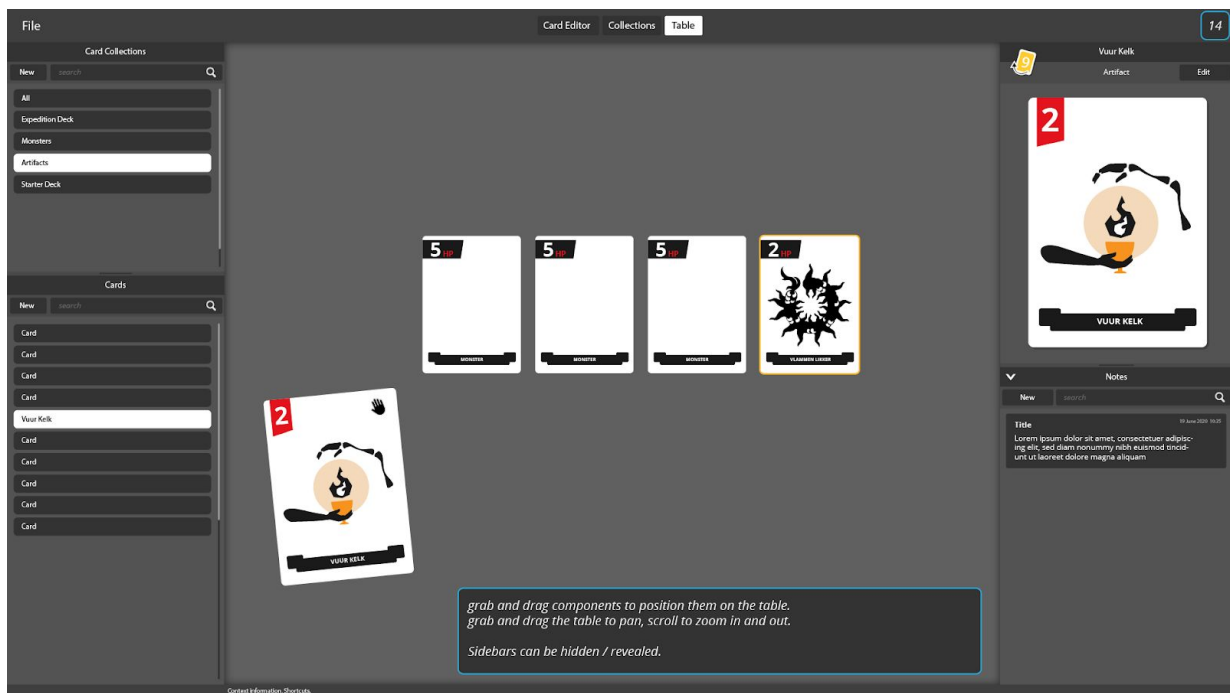 File
Card Editor Collections Table
14
Card Collections
New search
All
Expedition Deck
Monsters
Artifacts
Starter Deck
Cards
New search
Card
Card
Card
Card
Vuur Kelk
Card
Card
Card
Card
Card
5 HP
MONSTER
5 HP
MONSTER
5 HP
MONSTER
2 HP
VLAMMEN LIKKER
2
VUUR KELK
grab and drag components to position them on the table.
grab and drag the table to pan, scroll to zoom in and out.
Sidebars can be hidden / revealed.
Context Information. Shortcuts.
Vuur Kelk
9
Artifact Edit
2
VUUR KELK
Notes
New search
Title
Lorem ipsum dolor sit amet, consectetuer adipisc-
ing elit, sed diam nonummy nibh euismod tincid-
unt ut laoreet dolore magna aliquam